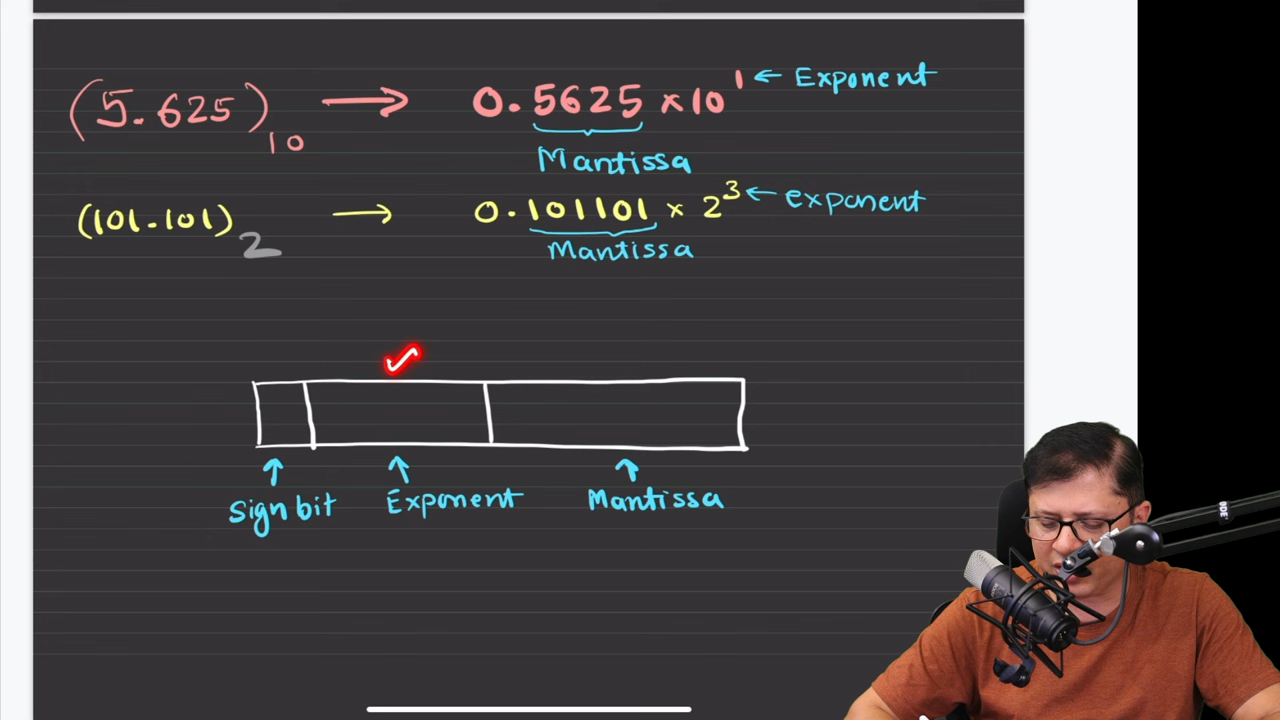 (5.625)₁₀ → 0.5625 × 10¹ ← Exponent
Mantissa
(101.101)₂ → 0.101101 × 2³ ← exponent
Mantissa
Sign bit Exponent Mantissa